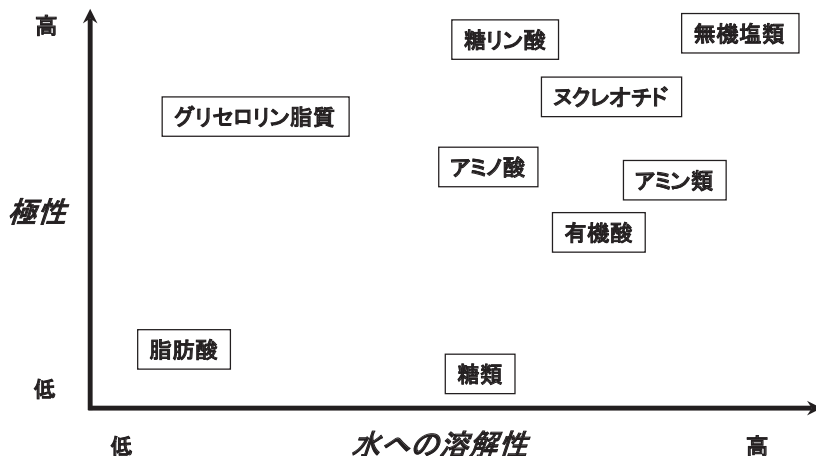 高
糖リン酸
無機塩類
ヌクレオチド
グリセロリン脂質
アミノ酸
アミン類
極性
有機酸
脂肪酸
糖類
低
低
水への溶解性
高